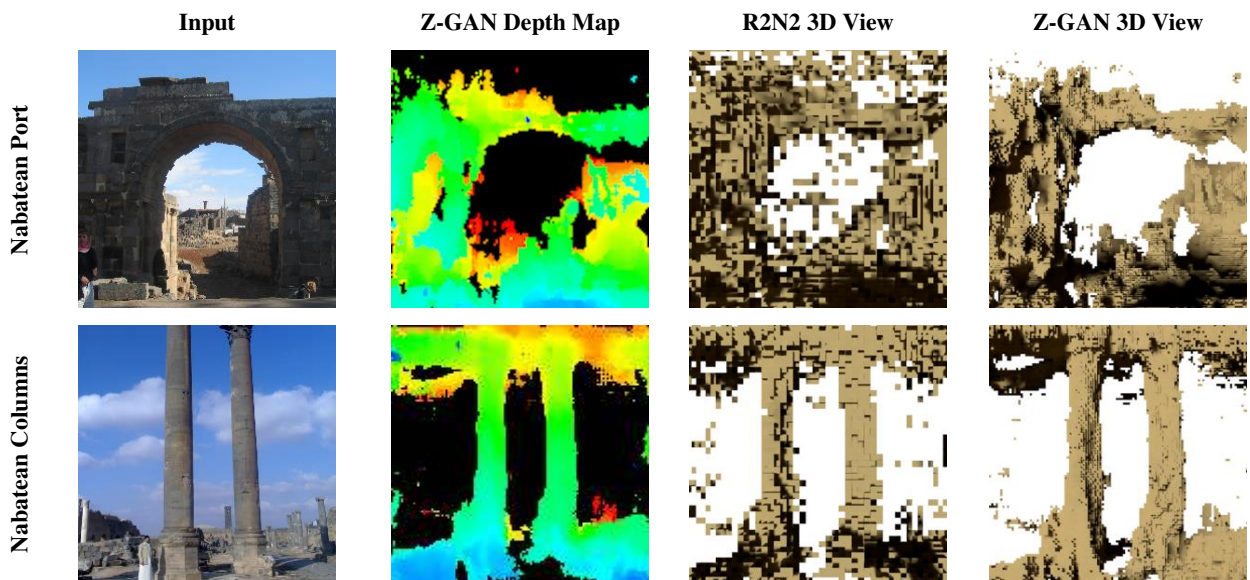 Input
Z-GAN Depth Map
R2N2 3D View
Z-GAN 3D View
Nabatean Port
Nabatean Columns